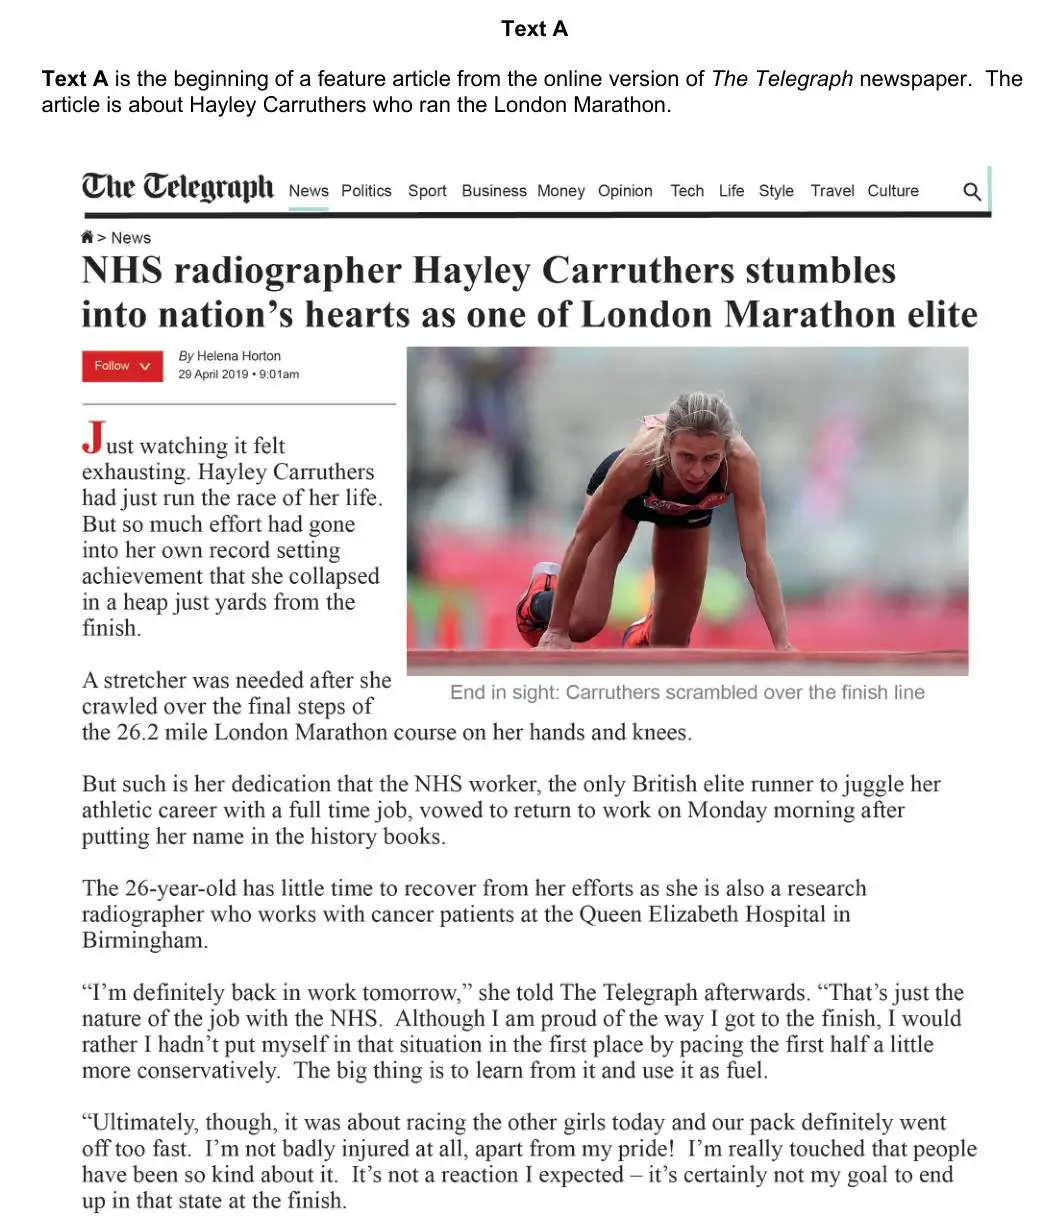 Text A
Text A is the beginning of a feature article from the online version of The Telegraph newspaper.  The
article is about Hayley Carruthers who ran the London Marathon.
The Telegraph News Politics Sport Business Money Opinion Tech Life Style Travel Culture
> News
NHS radiographer Hayley Carruthers stumbles
into nation’s hearts as one of London Marathon elite
Follow
By Helena Horton
29 April 2019 • 9:01am
Just watching it felt
exhausting. Hayley Carruthers
had just run the race of her life.
But so much effort had gone
into her own record setting
achievement that she collapsed
in a heap just yards from the
finish.
End in sight: Carruthers scrambled over the finish line
A stretcher was needed after she
crawled over the final steps of
the 26.2 mile London Marathon course on her hands and knees.
But such is her dedication that the NHS worker, the only British elite runner to juggle her
athletic career with a full time job, vowed to return to work on Monday morning after
putting her name in the history books.
The 26-year-old has little time to recover from her efforts as she is also a research
radiographer who works with cancer patients at the Queen Elizabeth Hospital in
Birmingham.
“I’m definitely back in work tomorrow,” she told The Telegraph afterwards. “That’s just the
nature of the job with the NHS.  Although I am proud of the way I got to the finish, I would
rather I hadn’t put myself in that situation in the first place by pacing the first half a little
more conservatively.  The big thing is to learn from it and use it as fuel.
“Ultimately, though, it was about racing the other girls today and our pack definitely went
off too fast.  I’m not badly injured at all, apart from my pride!  I’m really touched that people
have been so kind about it.  It’s not a reaction I expected – it’s certainly not my goal to end
up in that state at the finish.